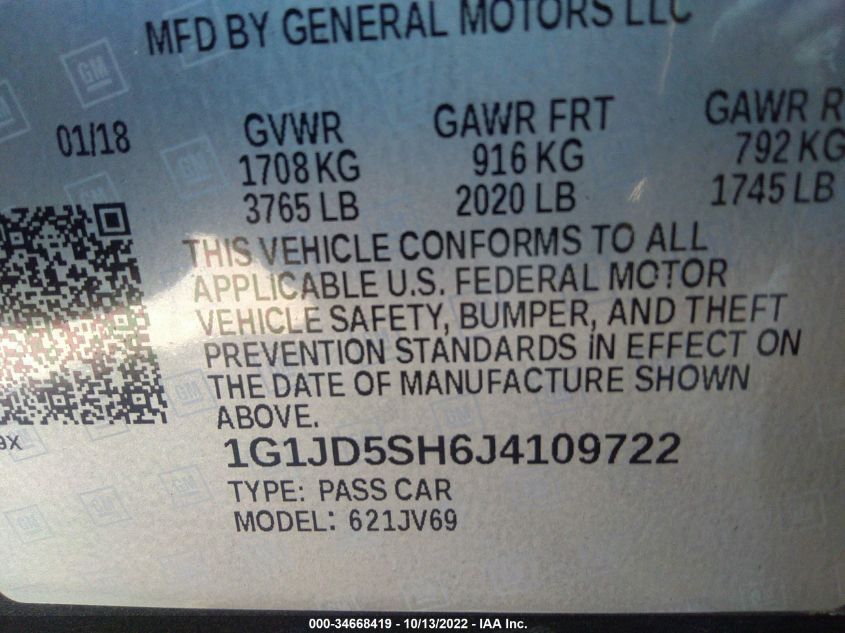 MFD BY GENERAL MOTORS LLC
01/18 GVWR GAWR FRT GAWR R
1708 KG 916 KG 792 KG
3765 LB 2020 LB 1745 LB
THIS VEHICLE CONFORMS TO ALL
APPLICABLE U.S. FEDERAL MOTOR
VEHICLE SAFETY, BUMPER, AND THEFT
PREVENTION STANDARDS IN EFFECT ON
THE DATE OF MANUFACTURE SHOWN
ABOVE.
1G1JD5SH6J4109722
TYPE: PASS CAR
MODEL: 621JV69
000-34668419 - 10/13/2022 - IAA Inc.